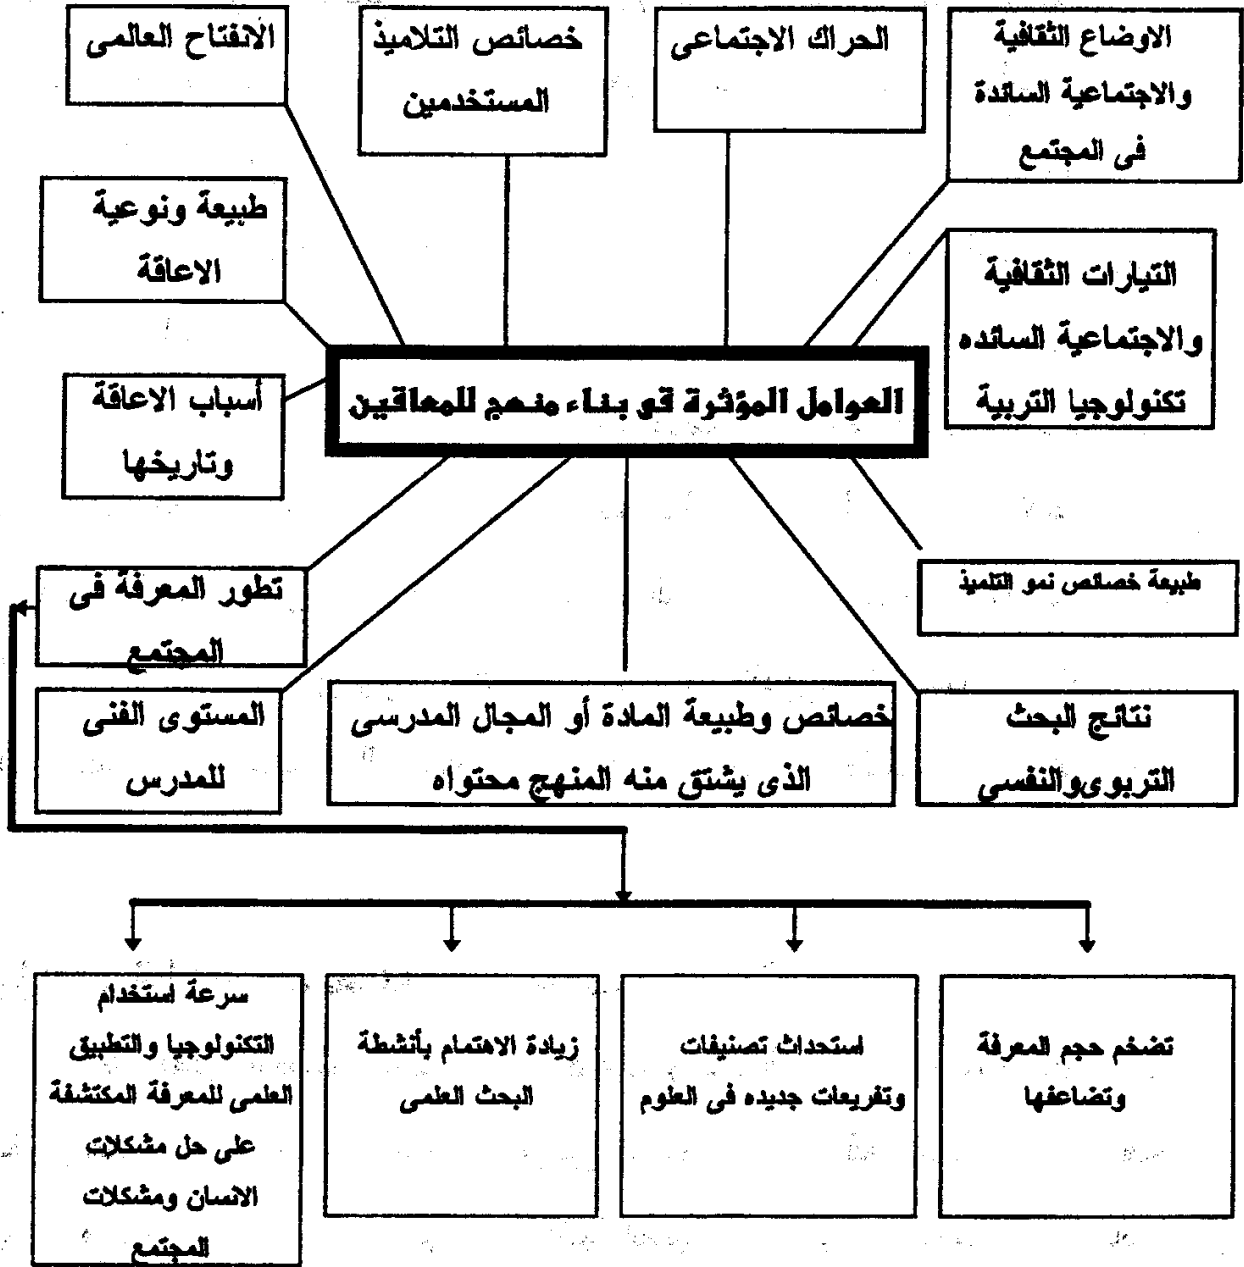 الاوضاع الثقافية
والاجتماعية السائدة
فى المجتمع
الحراك الاجتماعى
خصائص التلاميذ
المستخدمين
الانفتاح العالمى
طبيعة ونوعية
الاعاقة
التيارات الثقافية
والاجتماعية السائده
تكنولوجيا التربية
العوامل المؤثرة قى بناء منهج للمعاقين
أسباب الاعاقة
وتاريخها
طبيعة خصائص نمو التلميذ
تطور المعرفة فى
المجتمع
نتائج البحث
التربوى والنفسى
خصائص وطبيعة المادة أو المجال المدرسى
الذى يشتق منه المنهج محتواه
المستوى الفنى
للمدرس
تضخم حجم المعرفة
وتضاعفها
استحداث تصنيفات
وتفريعات جديده فى العلوم
زيادة الاهتمام بأنشطة
البحث العلمى
سرعة استخدام
التكنولوجيا والتطبيق
العلمى للمعرفة المكتشفة
على حل مشكلات
الانسان ومشكلات
المجتمع